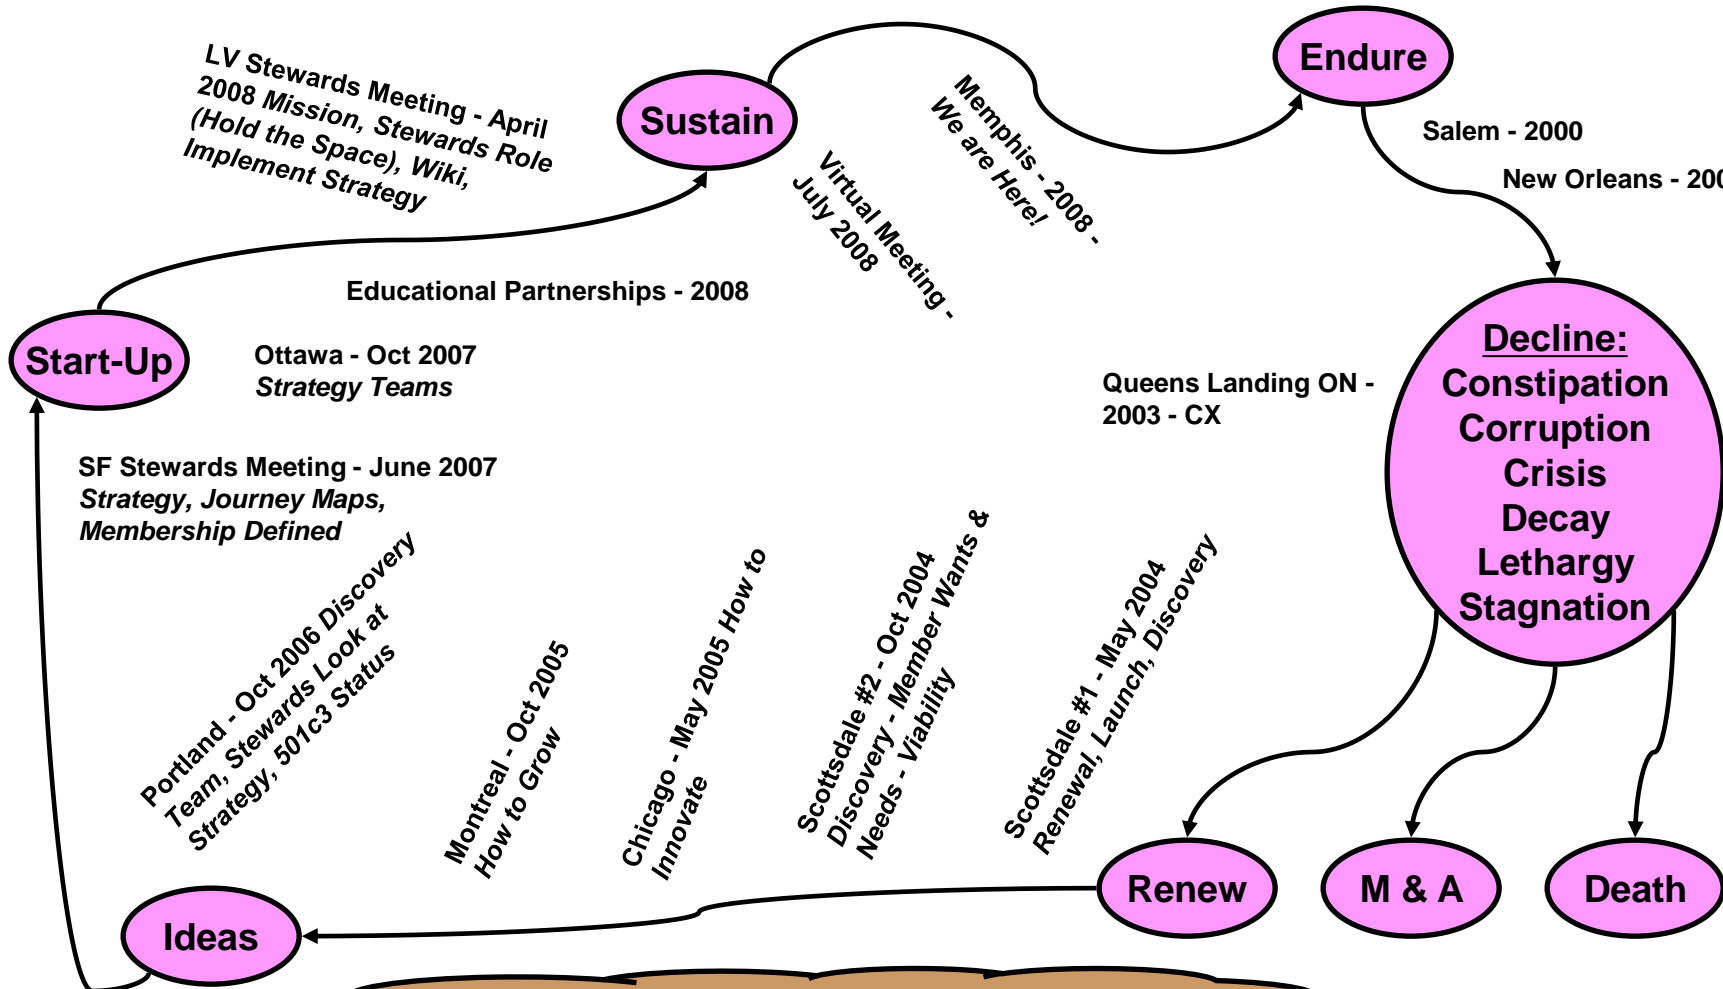 LV Stewards Meeting - April
2008 Mission, Stewards Role
(Hold the Space), Wiki,
Implement Strategy
Sustain
Memphis - 2008 -
We are Here!
Endure
Salem - 2000
New Orleans - 200
Virtual Meeting -
July 2008
Educational Partnerships - 2008
Start-Up
Ottawa - Oct 2007
Strategy Teams
Queens Landing ON -
2003 - CX
Decline:
Constipation
Corruption
Crisis
Decay
Lethargy
Stagnation
SF Stewards Meeting - June 2007
Strategy, Journey Maps,
Membership Defined
Portland - Oct 2006 Discovery
Team, Stewards Look at
Strategy, 501c3 Status
Montreal - Oct 2005
How to Grow
Chicago - May 2005 How to
Innovate
Scottsdale #2 - Oct 2004
Discovery - Member Wants &
Needs - Viability
Scottsdale #1 - May 2004
Renewal, Launch, Discovery
Renew
M & A
Death
Ideas